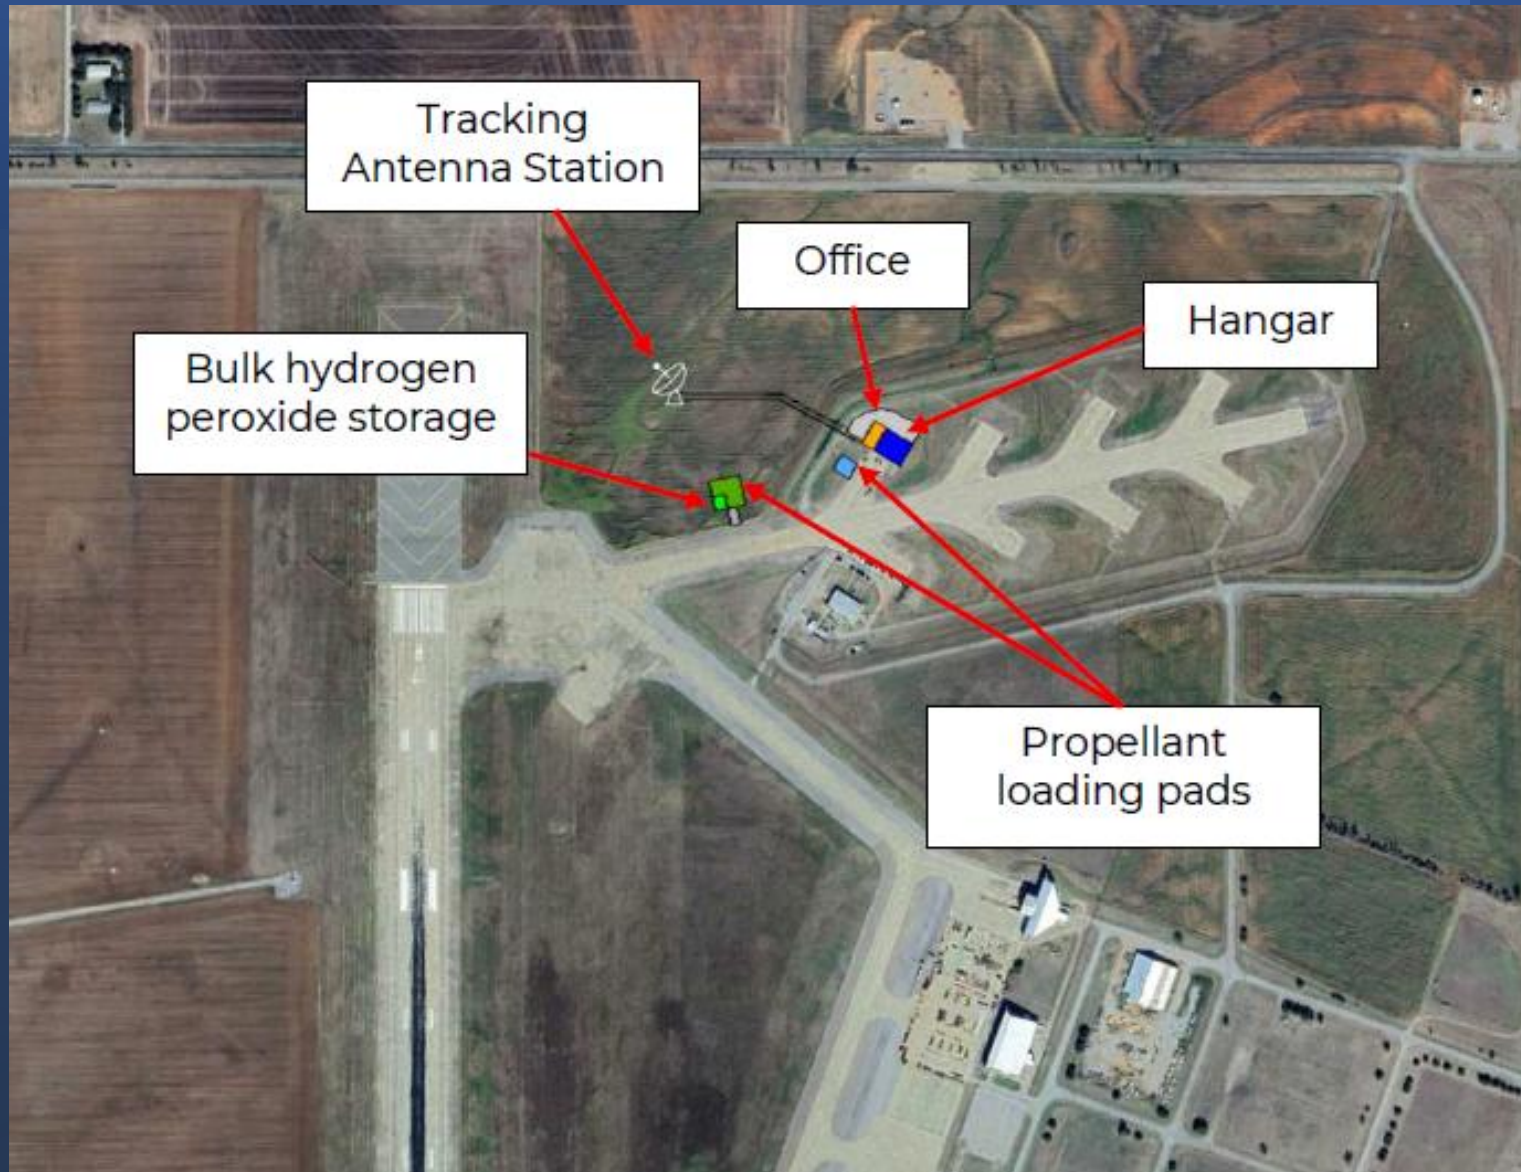 Tracking
Antenna Station
Office
Hangar
Bulk hydrogen
peroxide storage
Propellant
loading pads